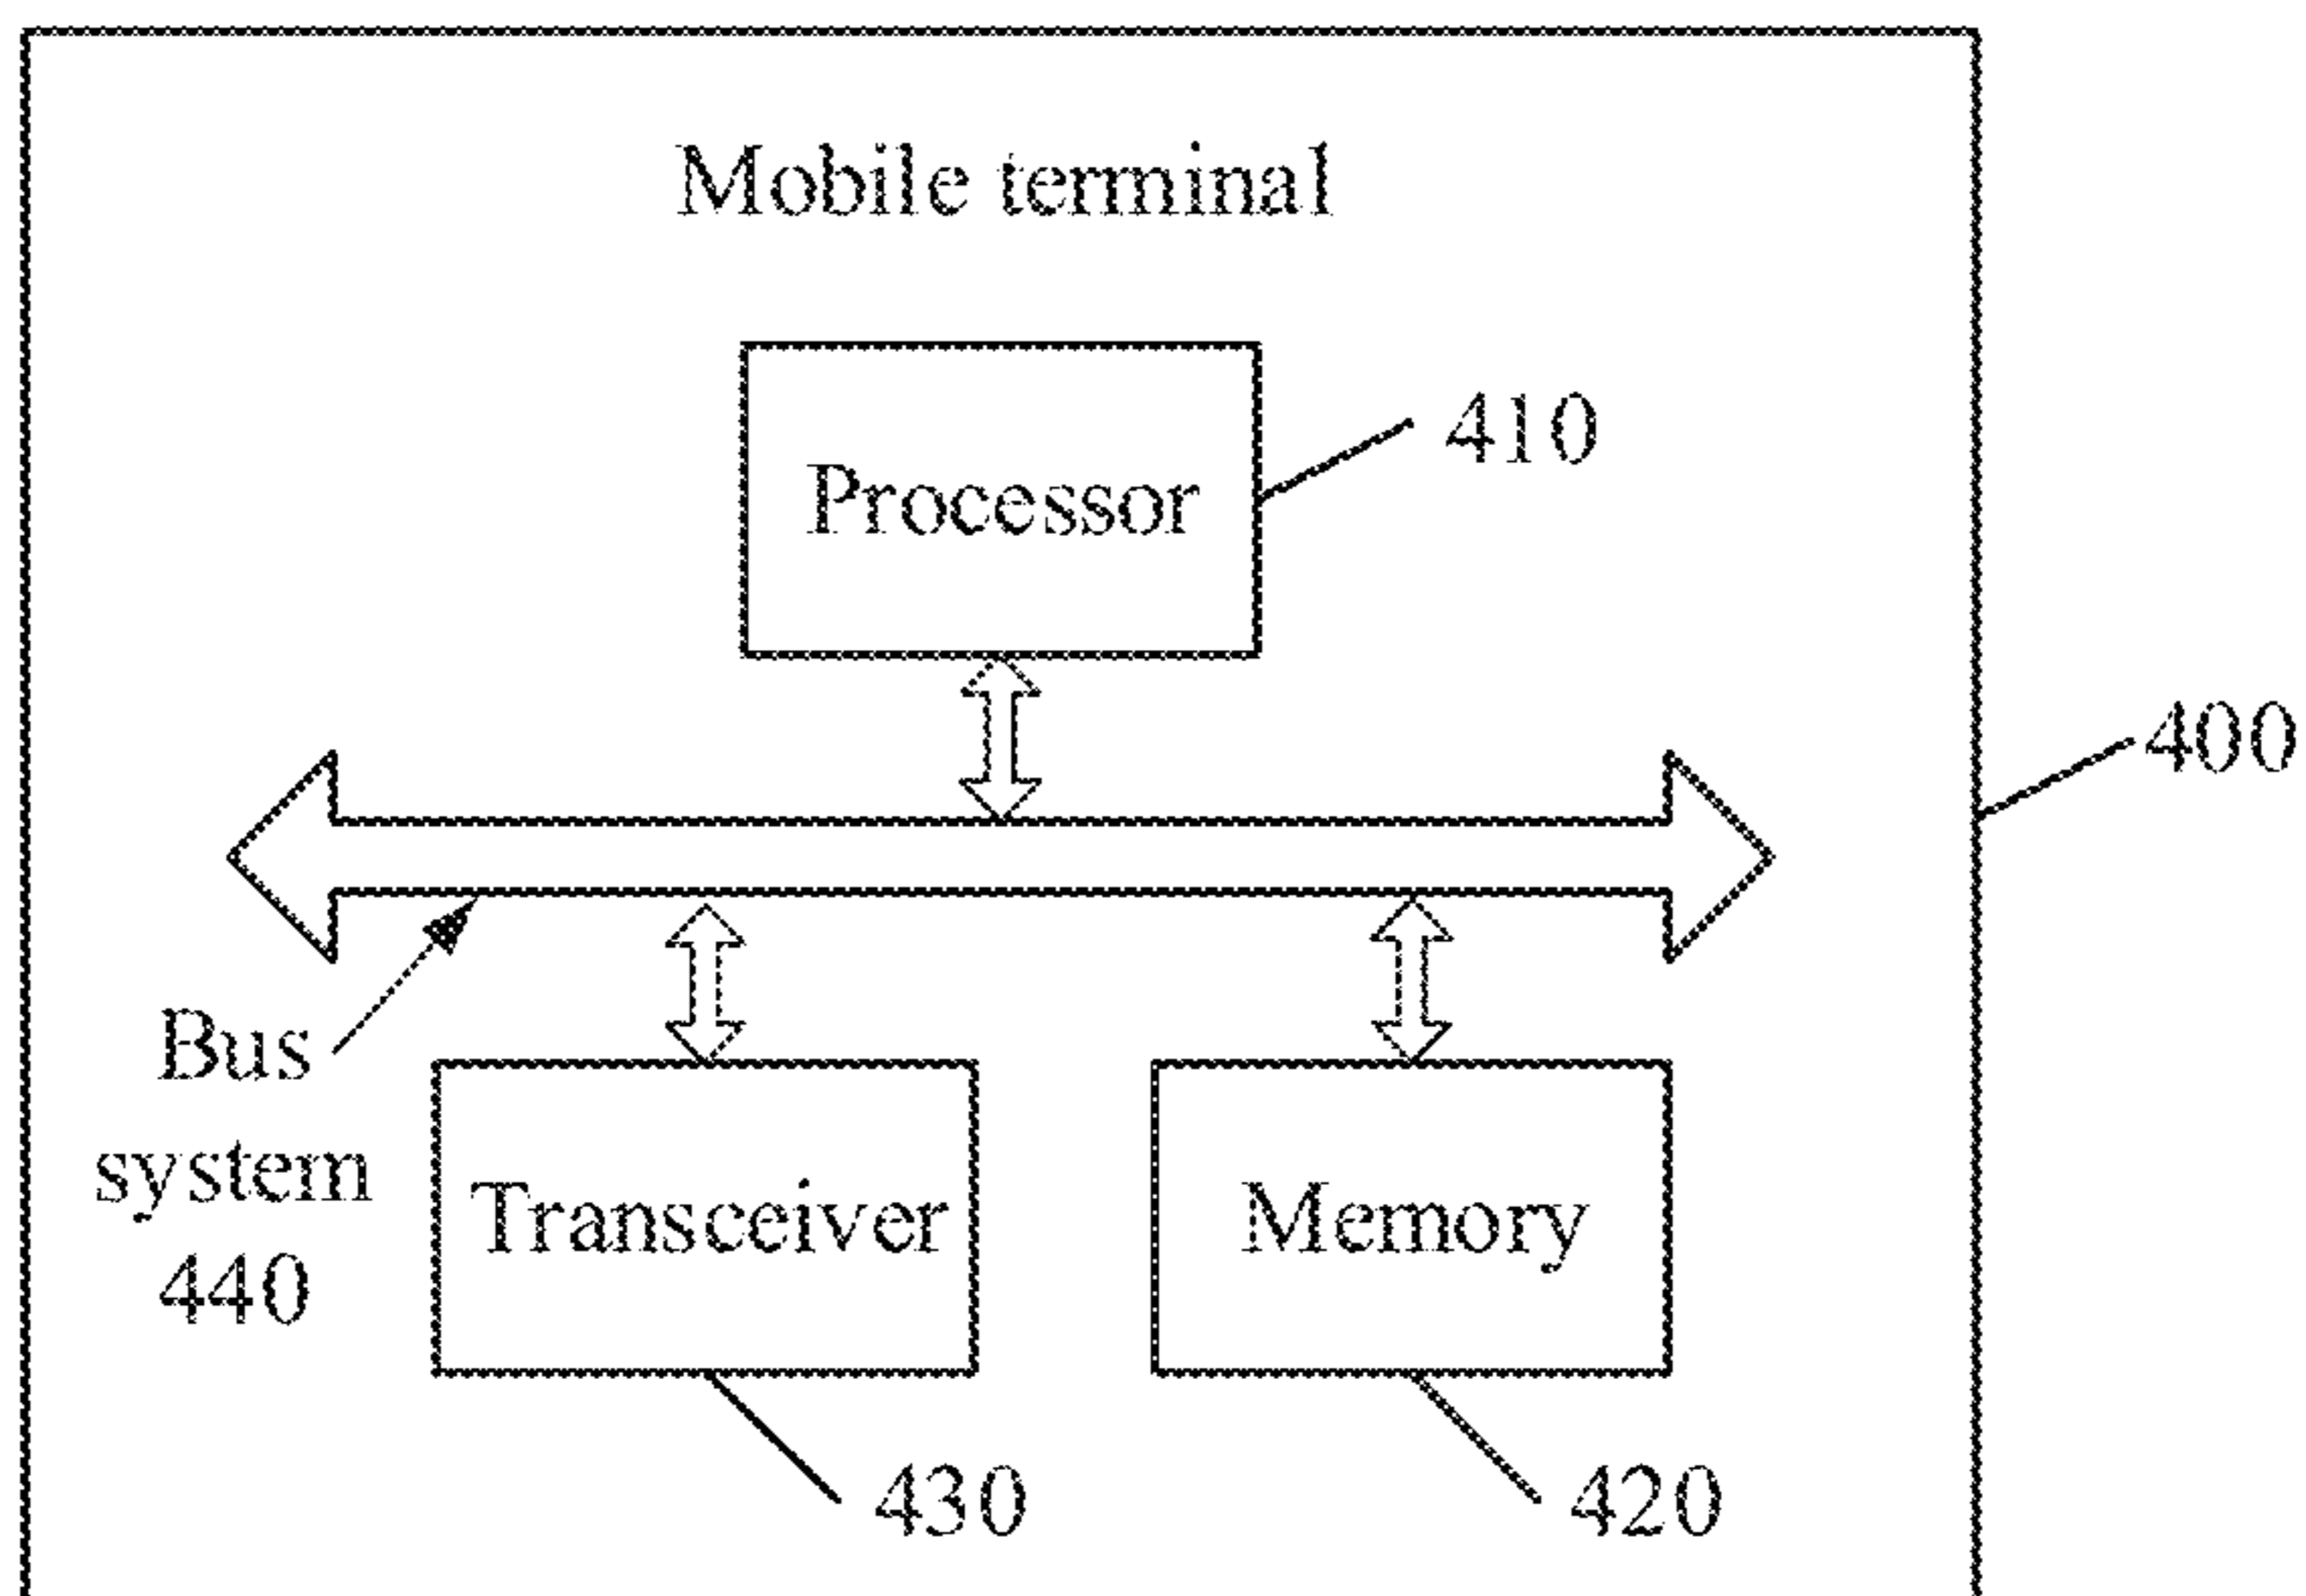 Mobile terminal
Processor
410
400
Bus
system
440
Transceiver
Memory
430
420